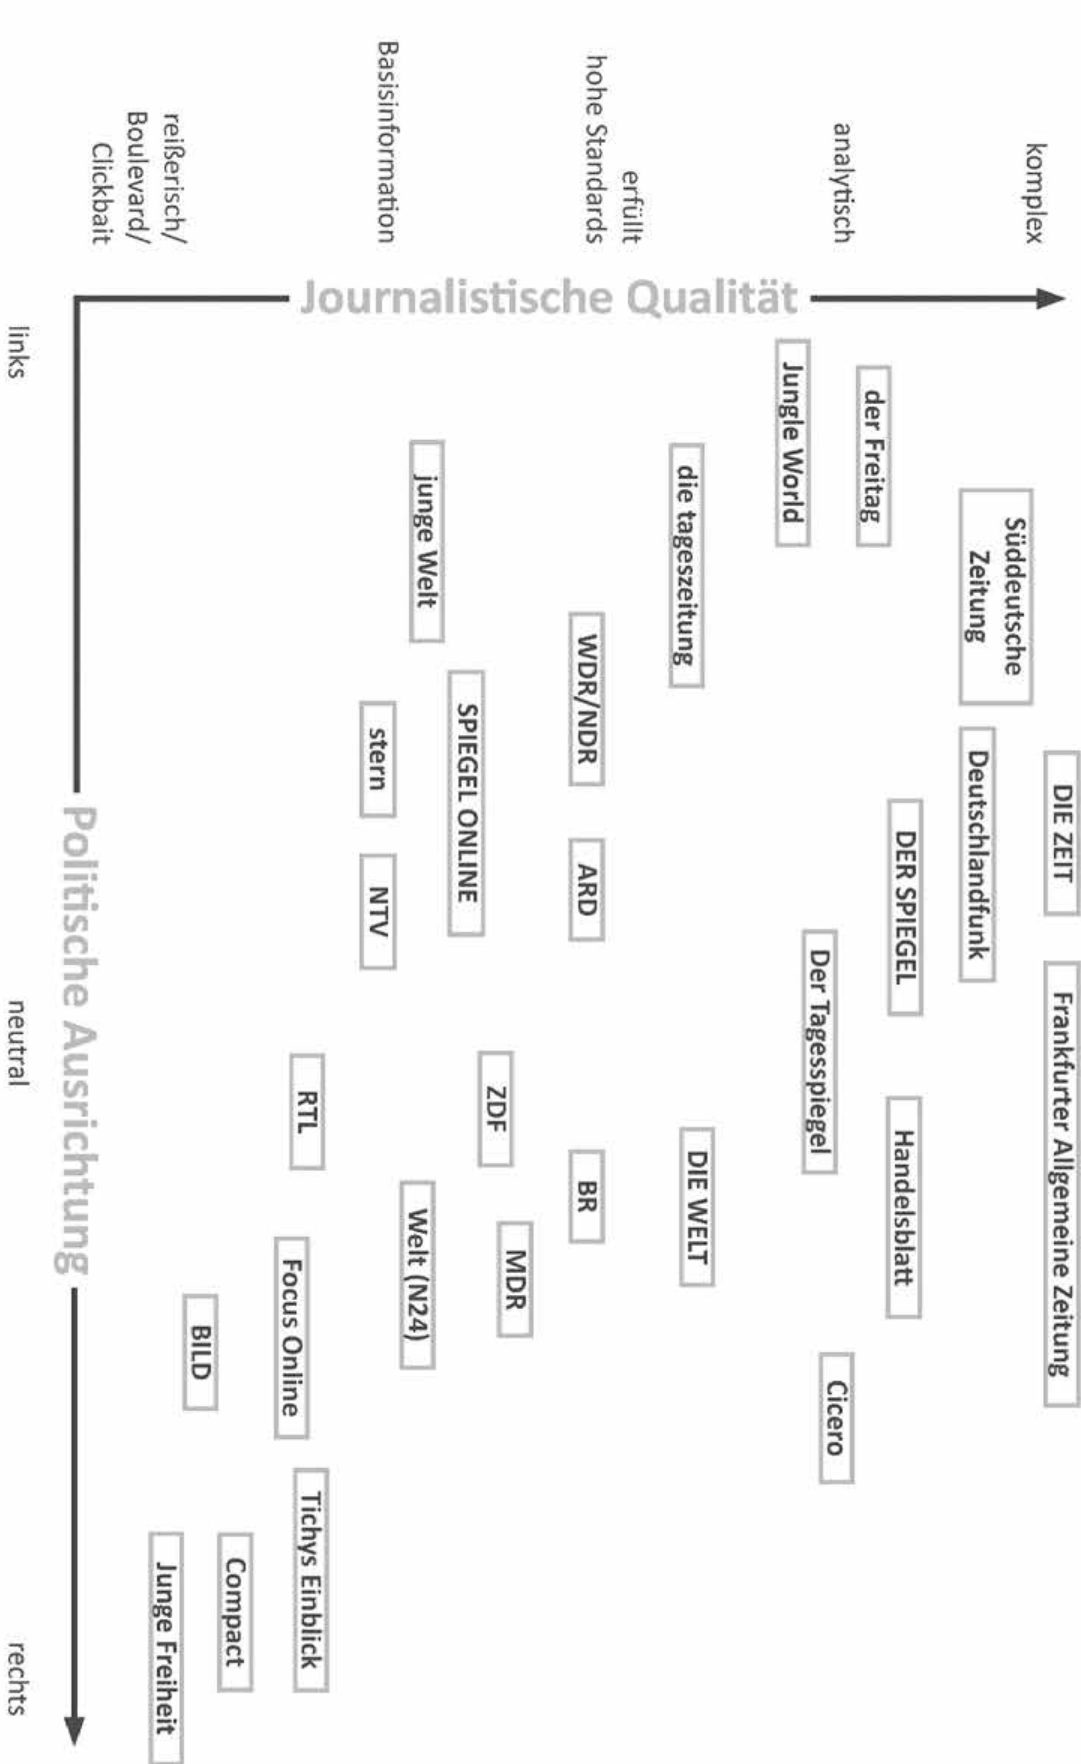 komplex
analytisch
erfüllt
hohe Standards
Basisinformation
reißerisch/
Boulevard/
Clickbait
Journalistische Qualität
DIE ZEIT
Frankfurter Allgemeine Zeitung
Süddeutsche
Zeitung
Deutschlandfunk
DER SPIEGEL
Handelsblatt
der Freitag
Cicero
Der Tagesspiegel
Jungle World
DIE WELT
die tageszeitung
WDR/NDR
ARD
BR
MDR
ZDF
SPIEGEL ONLINE
junge Welt
Welt (N24)
stern
NTV
Tichys Einblick
RTL
Focus Online
Compact
BILD
Junge Freiheit
Politische Ausrichtung
links
neutral
rechts